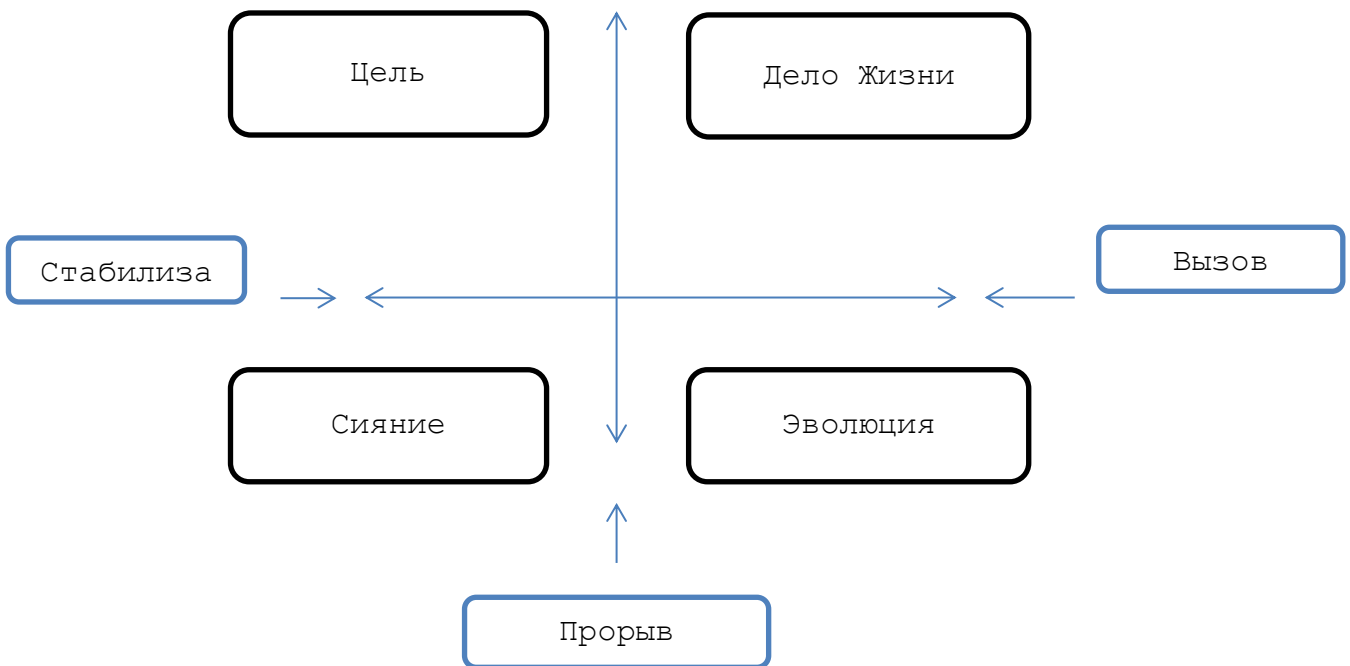 Цель
Дело Жизни
Стабилиза
Вызов
Сияние
Эволюция
Прорыв